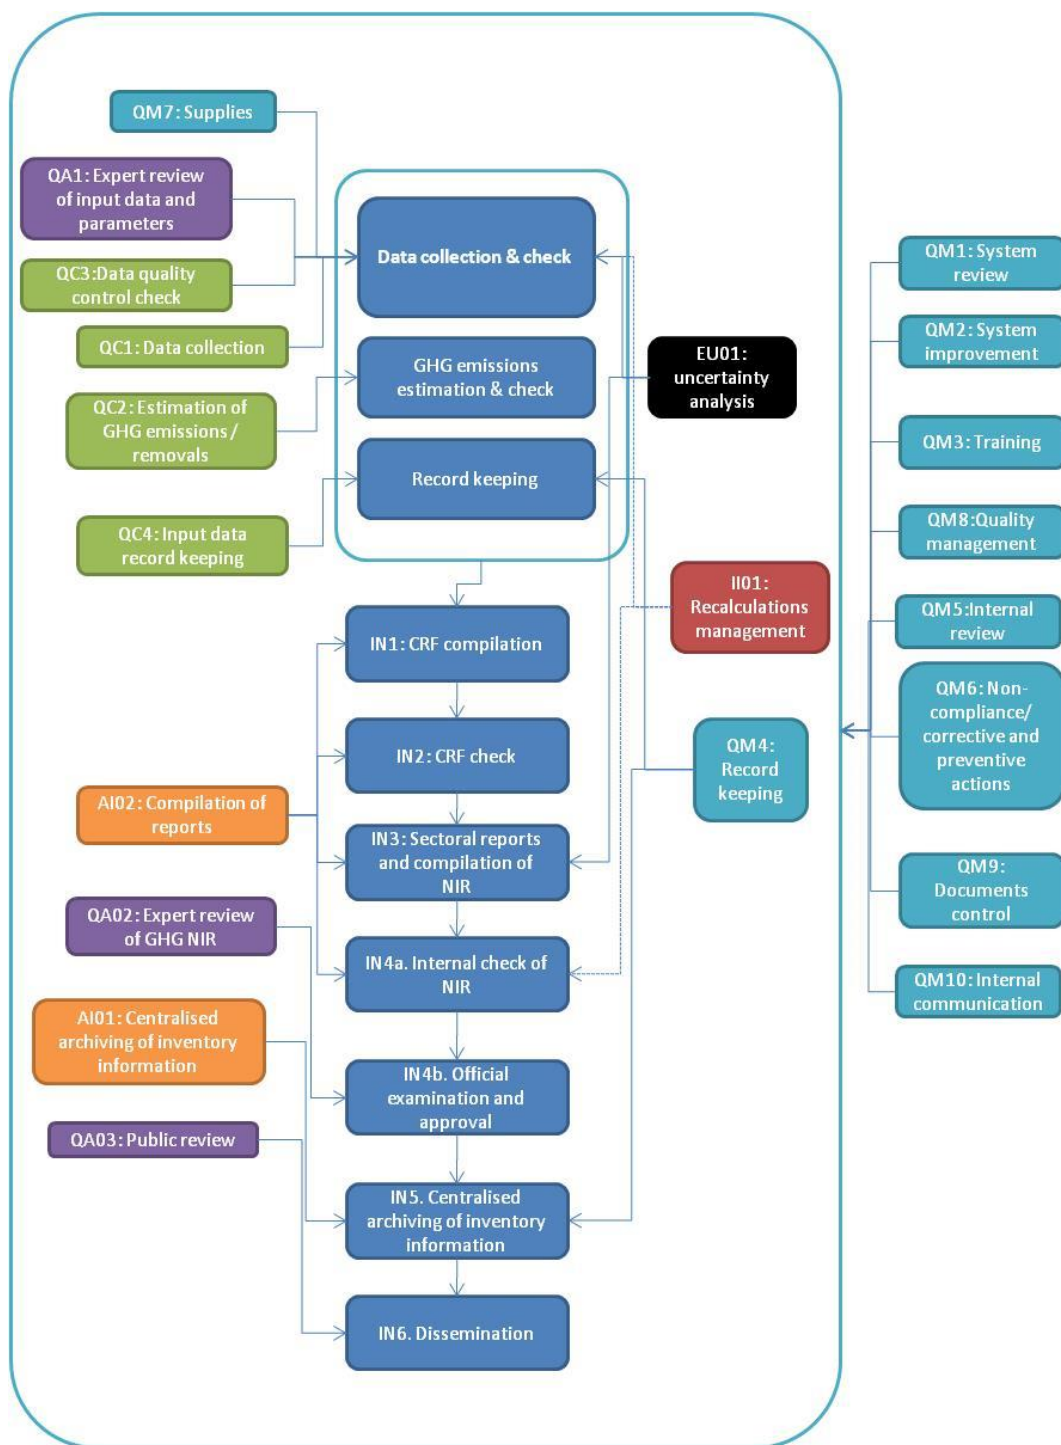 QM7: Supplies
QA1: Expert review
of input data and
parameters
QC3:Data quality
control check
QC1: Data collection
QC2: Estimation of
GHG emissions /
removals
QC4: Input data
record keeping
AI02: Compilation of
reports
QA02: Expert review
of GHG NIR
AI01: Centralised
archiving of inventory
information
QA03: Public review
Data collection & check
GHG emissions
estimation & check
Record keeping
IN1: CRF compilation
IN2: CRF check
IN3: Sectoral reports
and compilation of
NIR
IN4a. Internal check of
NIR
IN4b. Official
examination and
approval
IN5. Centralised
archiving of inventory
information
IN6. Dissemination
EU01:
uncertainty
analysis
II01:
Recalculations
management
QM4:
Record
keeping
QM1: System
review
QM2: System
improvement
QM3: Training
QM8:Quality
management
QM5:Internal
review
QM6: Non-
compliance/
corrective and
preventive
actions
QM9:
Documents
control
QM10: Internal
communication